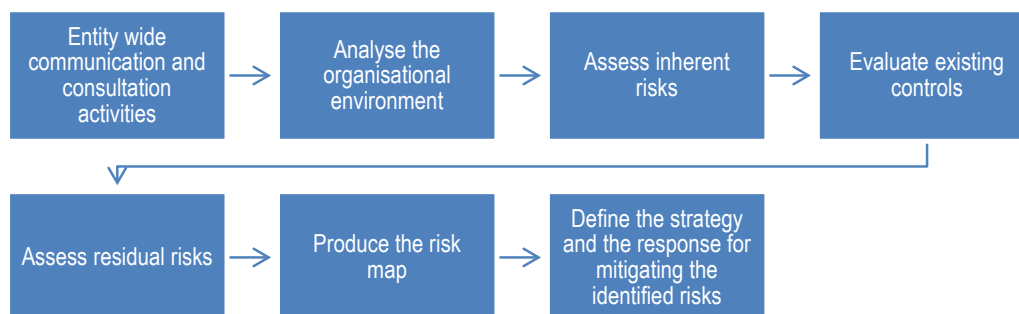 Entity wide
communication and
consultation
activities
Analyse the
organisational
environment
Assess inherent
risks
Evaluate existing
controls
Assess residual risks
Produce the risk
map
Define the strategy
and the response for
mitigating the
identified risks